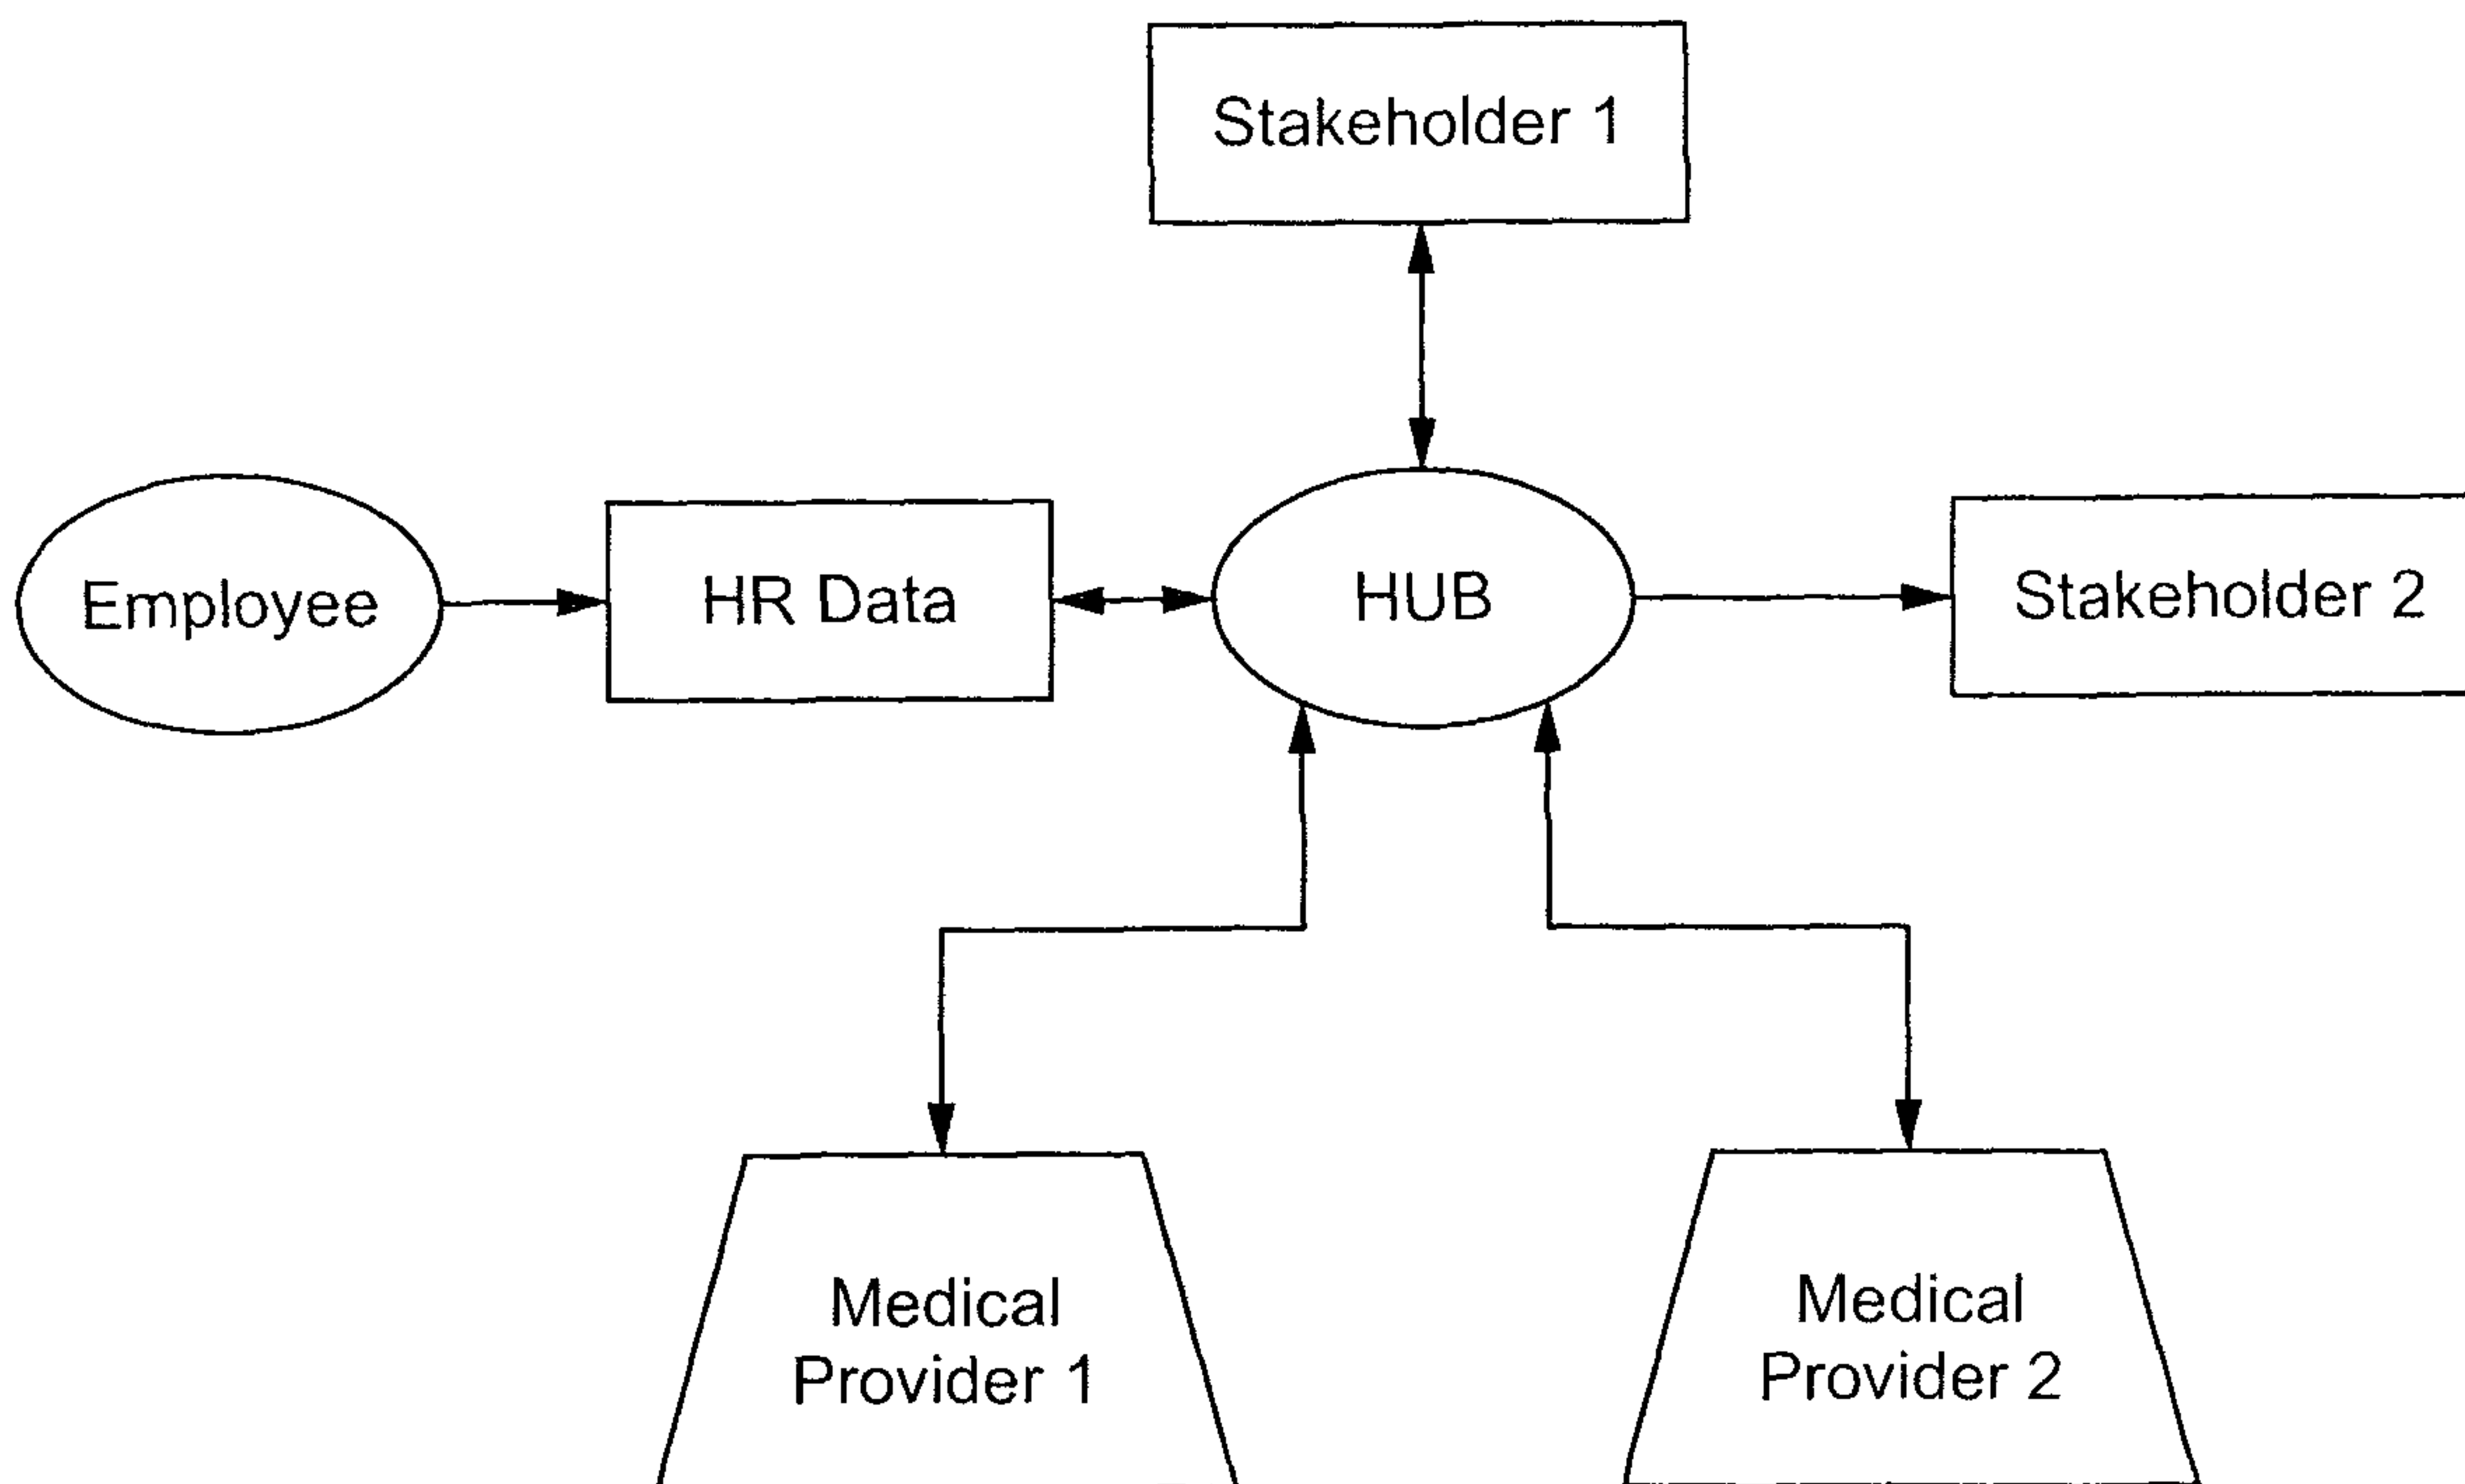 Stakeholder 1
Employee
HR Data
HUB
Stakeholder 2
Medical
Provider 1
Medical
Provider 2